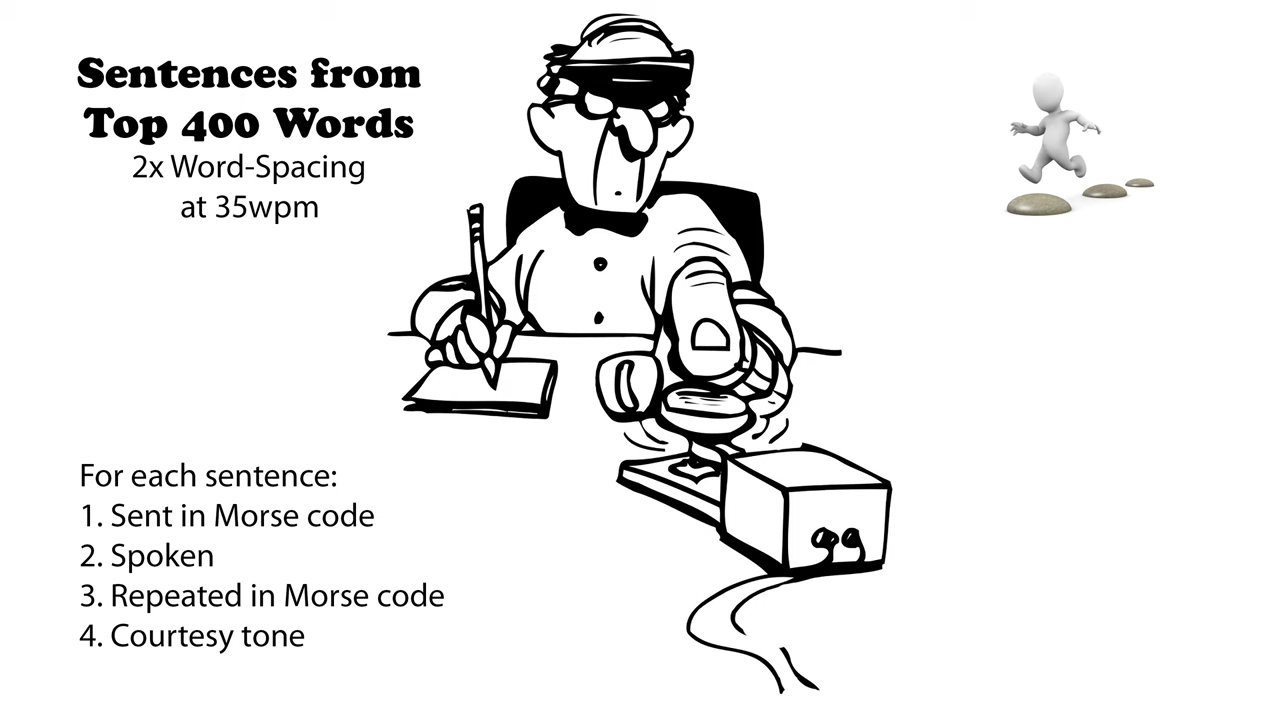 Sentences from
Top 400 Words
2x Word-Spacing
at 35wpm
For each sentence:
1. Sent in Morse code
2. Spoken
3. Repeated in Morse code
4. Courtesy tone